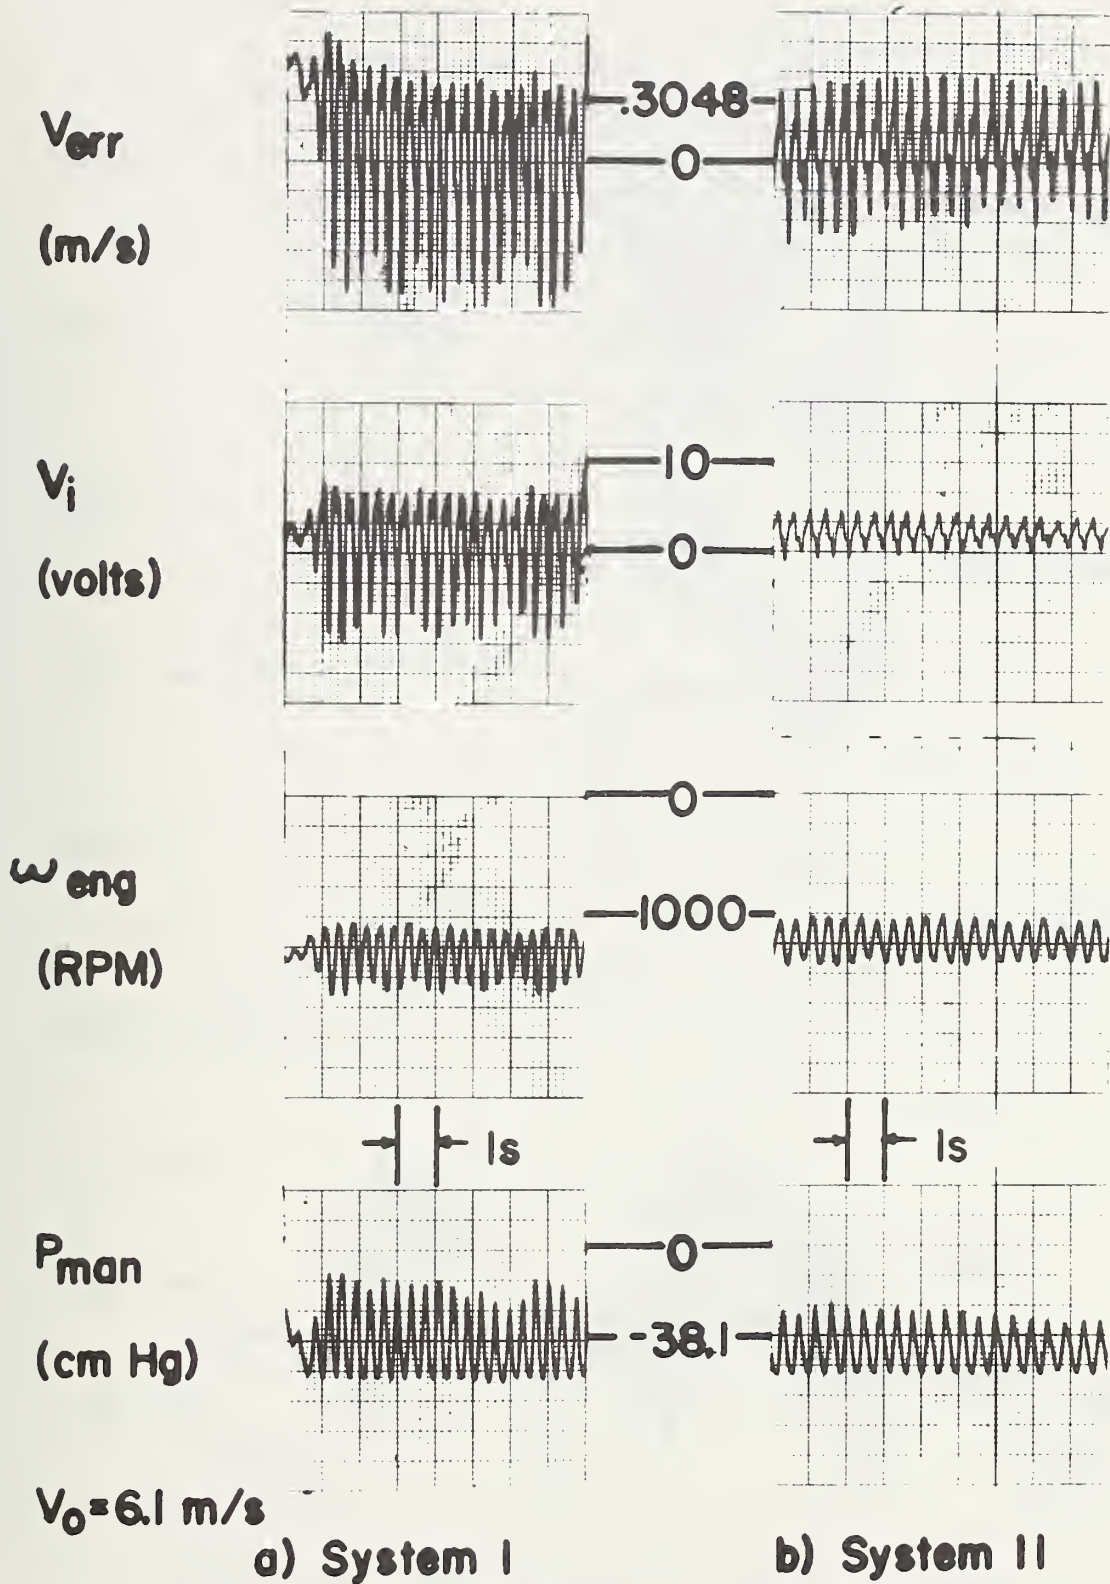 Verr
(m/s)
.3048
0
Vi
(volts)
10
0
ωeng
(RPM)
0
1000
1s
1s
Pman
(cm Hg)
0
-38.1
V0=6.1 m/s
a) System I
b) System II